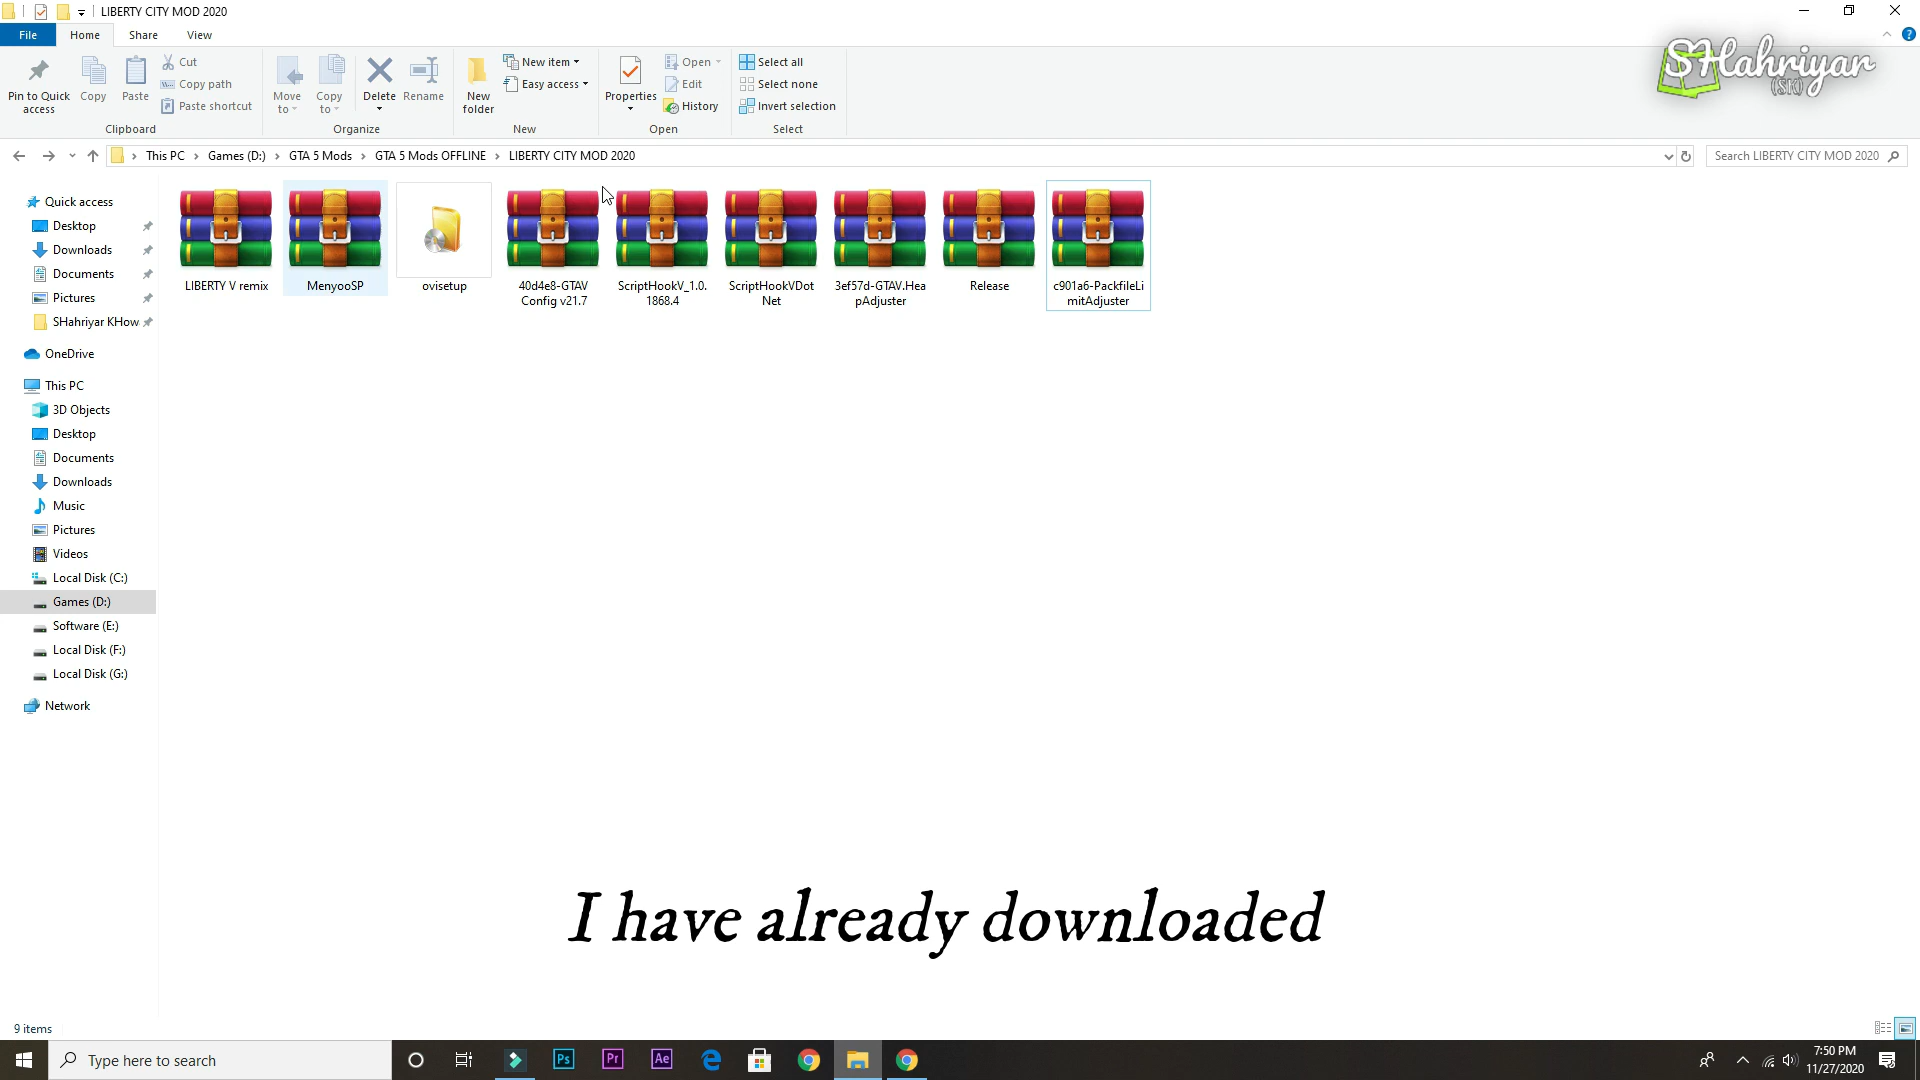 LIBERTY CITY MOD 2020
File Home Share View
Pin to Quick access
Copy
Paste
Cut
Copy path
Paste shortcut
Clipboard
Move to
Copy to
Delete
Rename
Organize
New folder
New item
Easy access
New
Properties
Open
Edit
History
Open
Select all
Select none
Invert selection
Select
SHahriyar
(SK)
This PC > Games (D:) > GTA 5 Mods > GTA 5 Mods OFFLINE > LIBERTY CITY MOD 2020
Search LIBERTY CITY MOD 2020
Quick access
Desktop
Downloads
Documents
Pictures
SHahriyar KHow
OneDrive
This PC
3D Objects
Desktop
Documents
Downloads
Music
Pictures
Videos
Local Disk (C:)
Games (D:)
Software (E:)
Local Disk (F:)
Local Disk (G:)
Network
LIBERTY V remix
MenyooSP
ovisetup
40d4e8-GTAV
Config v21.7
ScriptHookV_1.0.
1868.4
ScriptHookVDot
Net
3ef57d-GTAV.Hea
pAdjuster
Release
c901a6-PackfileLi
mitAdjuster
I have already downloaded
9 items
Type here to search
Ps
Pr
Ae
7:50 PM
11/27/2020